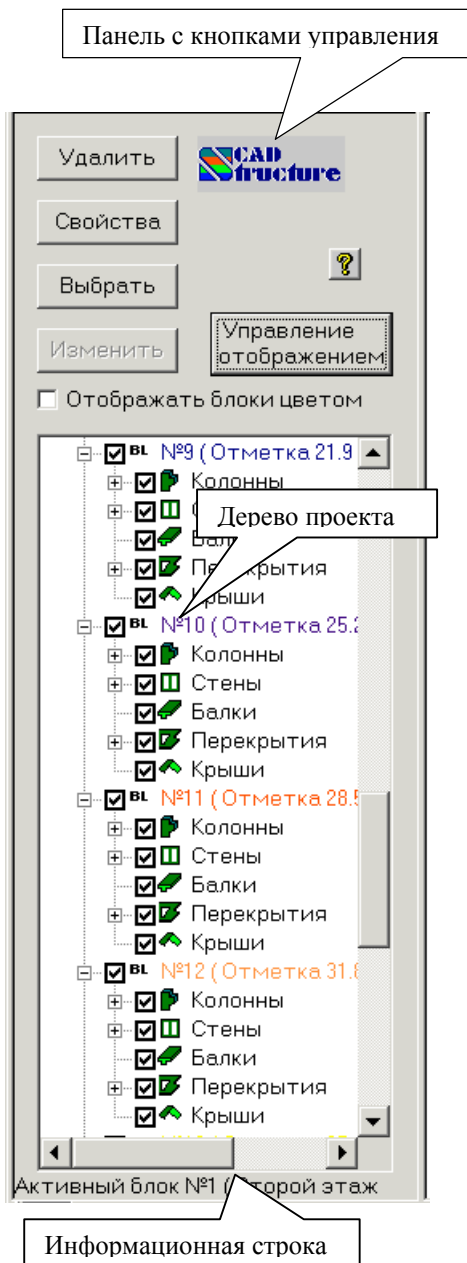 Панель с кнопками управления
Удалить
SCAD
Structure
Свойства
?
Выбрать
Управление
отображением
Изменить
Отображать блоки цветом
BL №9 ( Отметка 21.9
Колонны
Дерево проекта
Перекрытия
Крыши
BL №10 ( Отметка 25.2
Колонны
Стены
Балки
Перекрытия
Крыши
BL №11 ( Отметка 28.5
Колонны
Стены
Балки
Перекрытия
Крыши
BL №12 ( Отметка 31.8
Колонны
Стены
Балки
Перекрытия
Крыши
Активный блок №1 ( Второй этаж
Информационная строка